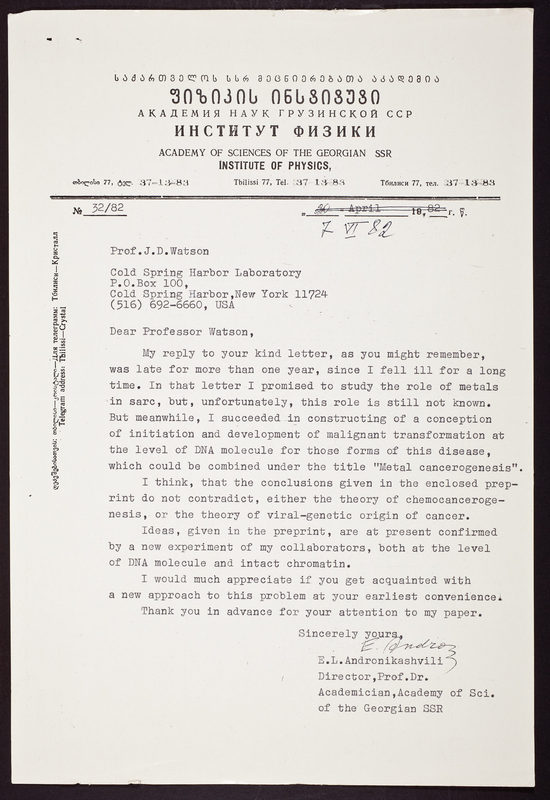 ᲡᲐᲥᲐᲠᲗᲕᲔᲚᲝᲡ ᲡᲡᲠ ᲛᲔᲪᲜᲘᲔᲠᲔᲑᲐᲗᲐ ᲐᲙᲐᲓᲔᲛᲘᲐ
ᲤᲘᲖᲘᲙᲘᲡ ᲘᲜᲡᲢᲘᲢᲣᲢᲘ
АКАДЕМИЯ НАУК ГРУЗИНСКОЙ ССР
ИНСТИТУТ ФИЗИКИ
ACADEMY OF SCIENCES OF THE GEORGIAN SSR
INSTITUTE OF PHYSICS,
თბილისი 77, ტელ. 37-13-83 Tbilissi 77, Tel. 37-13-83 Тбилиси 77, тел. 37-13-83
№ 32/82 „20 April 1982 г. წ.
7 VI 82
Prof.J.D.Watson
Cold Spring Harbor Laboratory
P.O.Box 100,
Cold Spring Harbor,New York 11724
(516) 692-6660, USA
Dear Professor Watson,
My reply to your kind letter, as you might remember,
was late for more than one year, since I fell ill for a long
time. In that letter I promised to study the role of metals
in sarc, but, unfortunately, this role is still not known.
But meanwhile, I succeeded in constructing of a conception
of initiation and development of malignant transformation at
the level of DNA molecule for those forms of this disease,
which could be combined under the title "Metal cancerogenesis".
I think, that the conclusions given in the enclosed prep-
rint do not contradict, either the theory of chemocanceroge-
nesis, or the theory of viral-genetic origin of cancer.
Ideas, given in the preprint, are at present confirmed
by a new experiment of my collaborators, both at the level
of DNA molecule and intact chromatin.
I would much appreciate if you get acquainted with
a new approach to this problem at your earliest convenience.
Thank you in advance for your attention to my paper.
Sincerely yours,
E. Andro
E.L.Andronikashvili
Director,Prof.Dr.
Academician,Academy of Sci.
of the Georgian SSR
Для телеграмм: Тбилиси—Кристалл
Telegram address: Tbilissi—Crystal